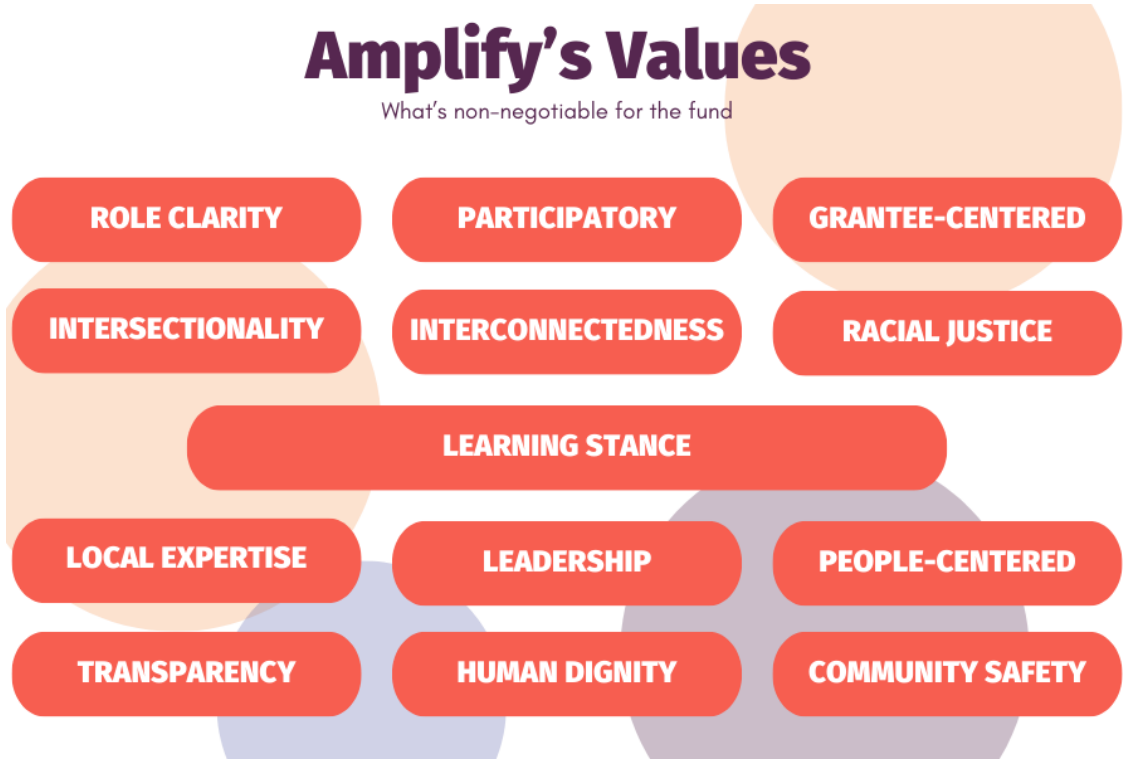 Amplify’s Values
What’s non-negotiable for the fund
ROLE CLARITY
PARTICIPATORY
GRANTEE-CENTERED
INTERSECTIONALITY
INTERCONNECTEDNESS
RACIAL JUSTICE
LEARNING STANCE
LOCAL EXPERTISE
LEADERSHIP
PEOPLE-CENTERED
TRANSPARENCY
HUMAN DIGNITY
COMMUNITY SAFETY